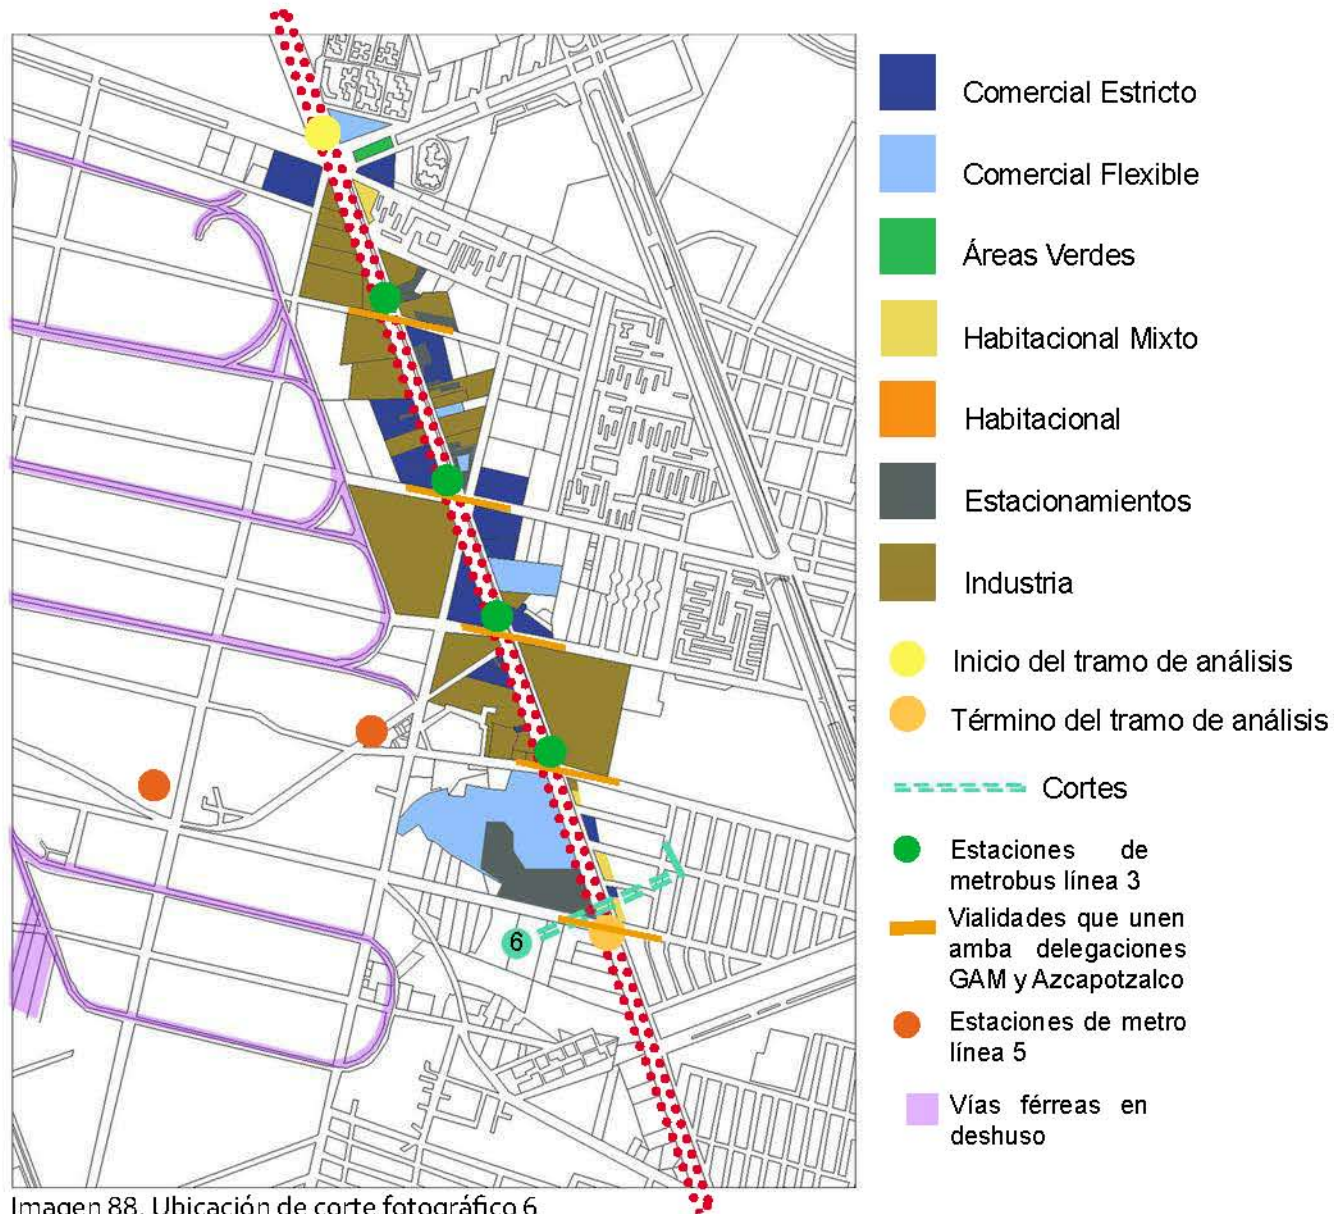 Comercial Estricto
Comercial Flexible
Áreas Verdes
Habitacional Mixto
Habitacional
Estacionamientos
Industria
Inicio del tramo de análisis
Término del tramo de análisis
Cortes
Estaciones de
metrobus línea 3
Vialidades que unen
amba delegaciones
GAM y Azcapotzalco
Estaciones de metro
línea 5
Vías férreas en
deshuso
6
Imagen 88. Ubicación de corte fotográfico 6